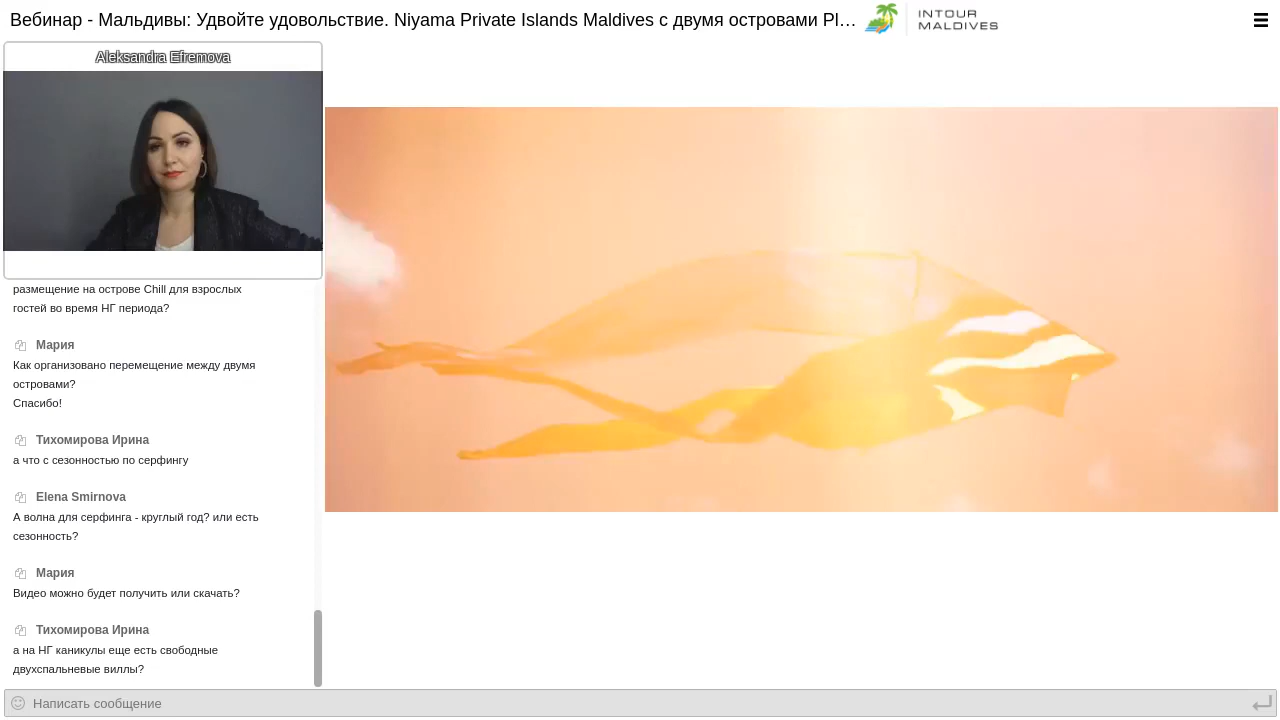 Вебинар - Мальдивы: Удвойте удовольствие. Niyama Private Islands Maldives с двумя островами Pl…
INTOUR
MALDIVES
Aleksandra Efremova
размещение на острове Chill для взрослых
гостей во время НГ периода?
Мария
Как организовано перемещение между двумя
островами?
Спасибо!
Тихомирова Ирина
а что с сезонностью по серфингу
Elena Smirnova
А волна для серфинга - круглый год? или есть
сезонность?
Мария
Видео можно будет получить или скачать?
Тихомирова Ирина
а на НГ каникулы еще есть свободные
двухспальневые виллы?
Написать сообщение